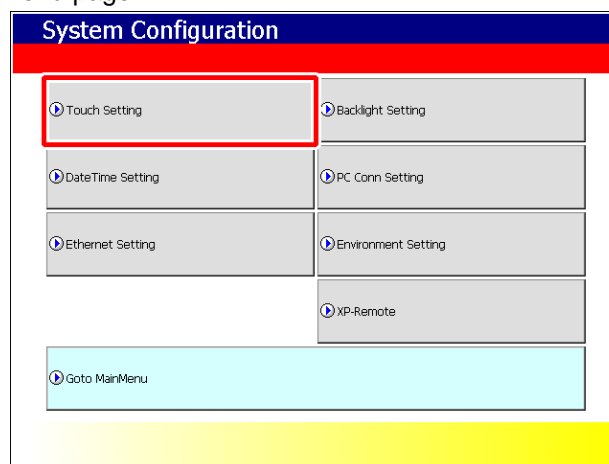 System Configuration
Touch Setting
Backlight Setting
DateTime Setting
PC Conn Setting
Ethernet Setting
Environment Setting
XP-Remote
Goto MainMenu